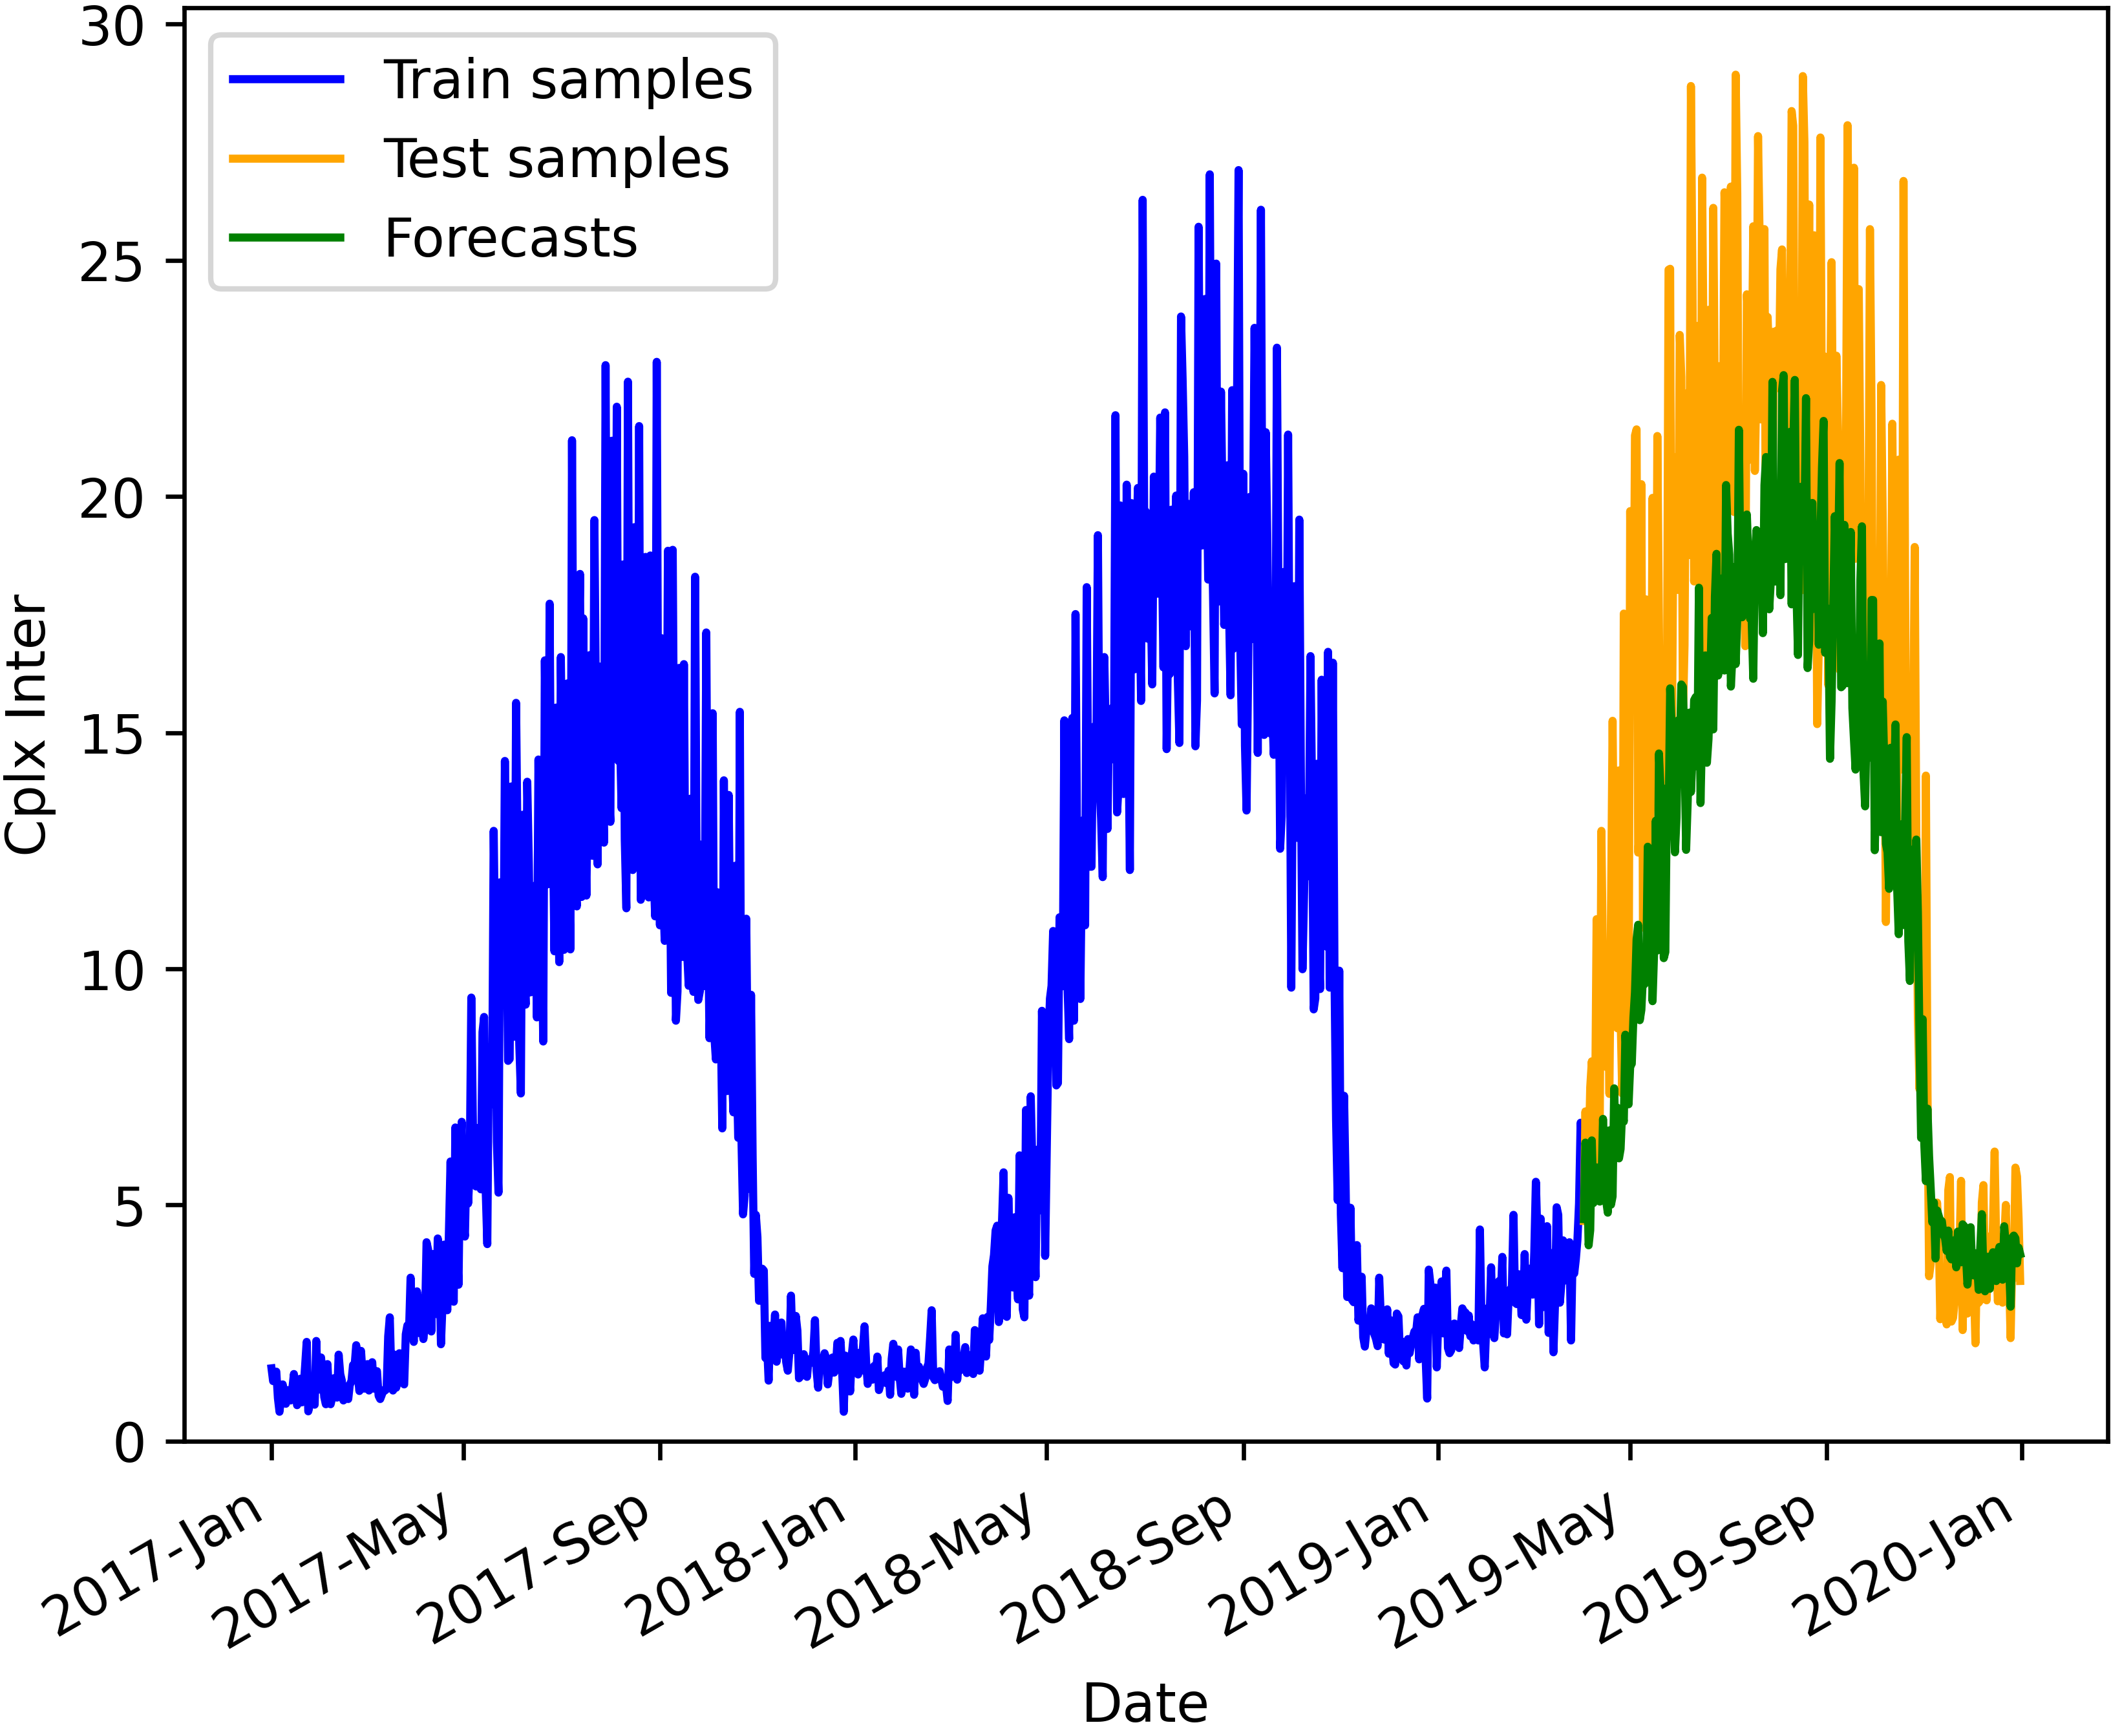 30
25
20
15
10
5
0
Cplx Inter
Train samples
Test samples
Forecasts
2017-Jan
2017-May
2017-Sep
2018-Jan
2018-May
2018-Sep
2019-Jan
2019-May
2019-Sep
2020-Jan
Date